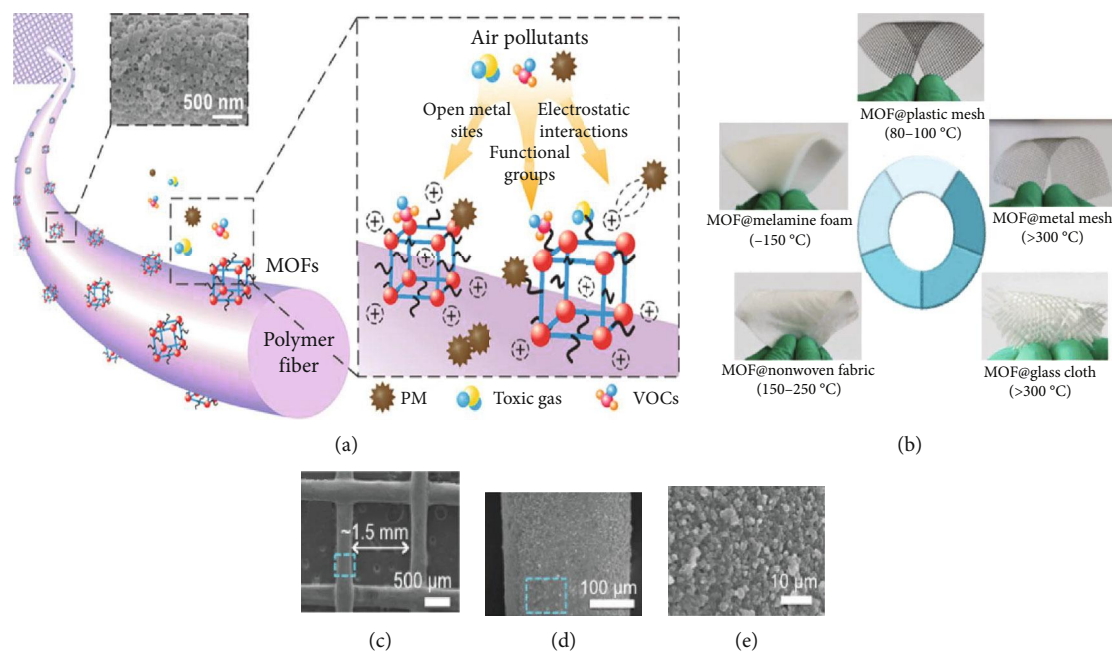 500 nm
Air pollutants
Open metal
sites
Electrostatic
interactions
Functional
groups
MOFs
Polymer
fiber
PM
Toxic gas
VOCs
(a)
MOF@plastic mesh
(80–100 °C)
MOF@melamine foam
(–150 °C)
MOF@metal mesh
(>300 °C)
MOF@nonwoven fabric
(150–250 °C)
MOF@glass cloth
(>300 °C)
(b)
~1.5 mm
500 μm
(c)
100 μm
(d)
10 μm
(e)